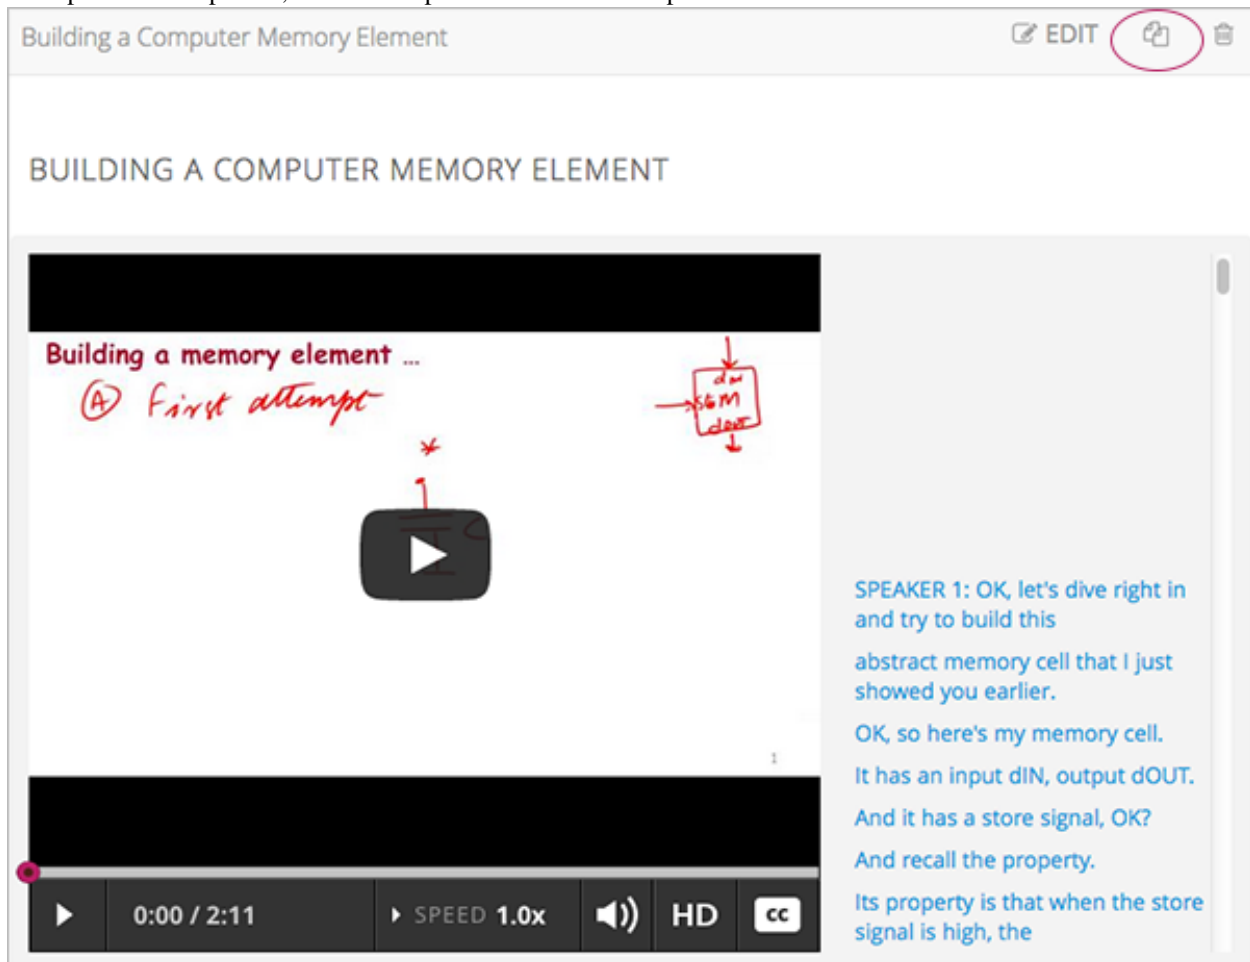 Building a Computer Memory Element
EDIT
BUILDING A COMPUTER MEMORY ELEMENT
Building a memory element ...
A First attempt
*
dIN
M
dOUT
C
1
SPEAKER 1: OK, let's dive right in
and try to build this
abstract memory cell that I just
showed you earlier.
OK, so here's my memory cell.
It has an input dIN, output dOUT.
And it has a store signal, OK?
And recall the property.
Its property is that when the store
signal is high, the
0:00 / 2:11
SPEED 1.0x
HD
cc